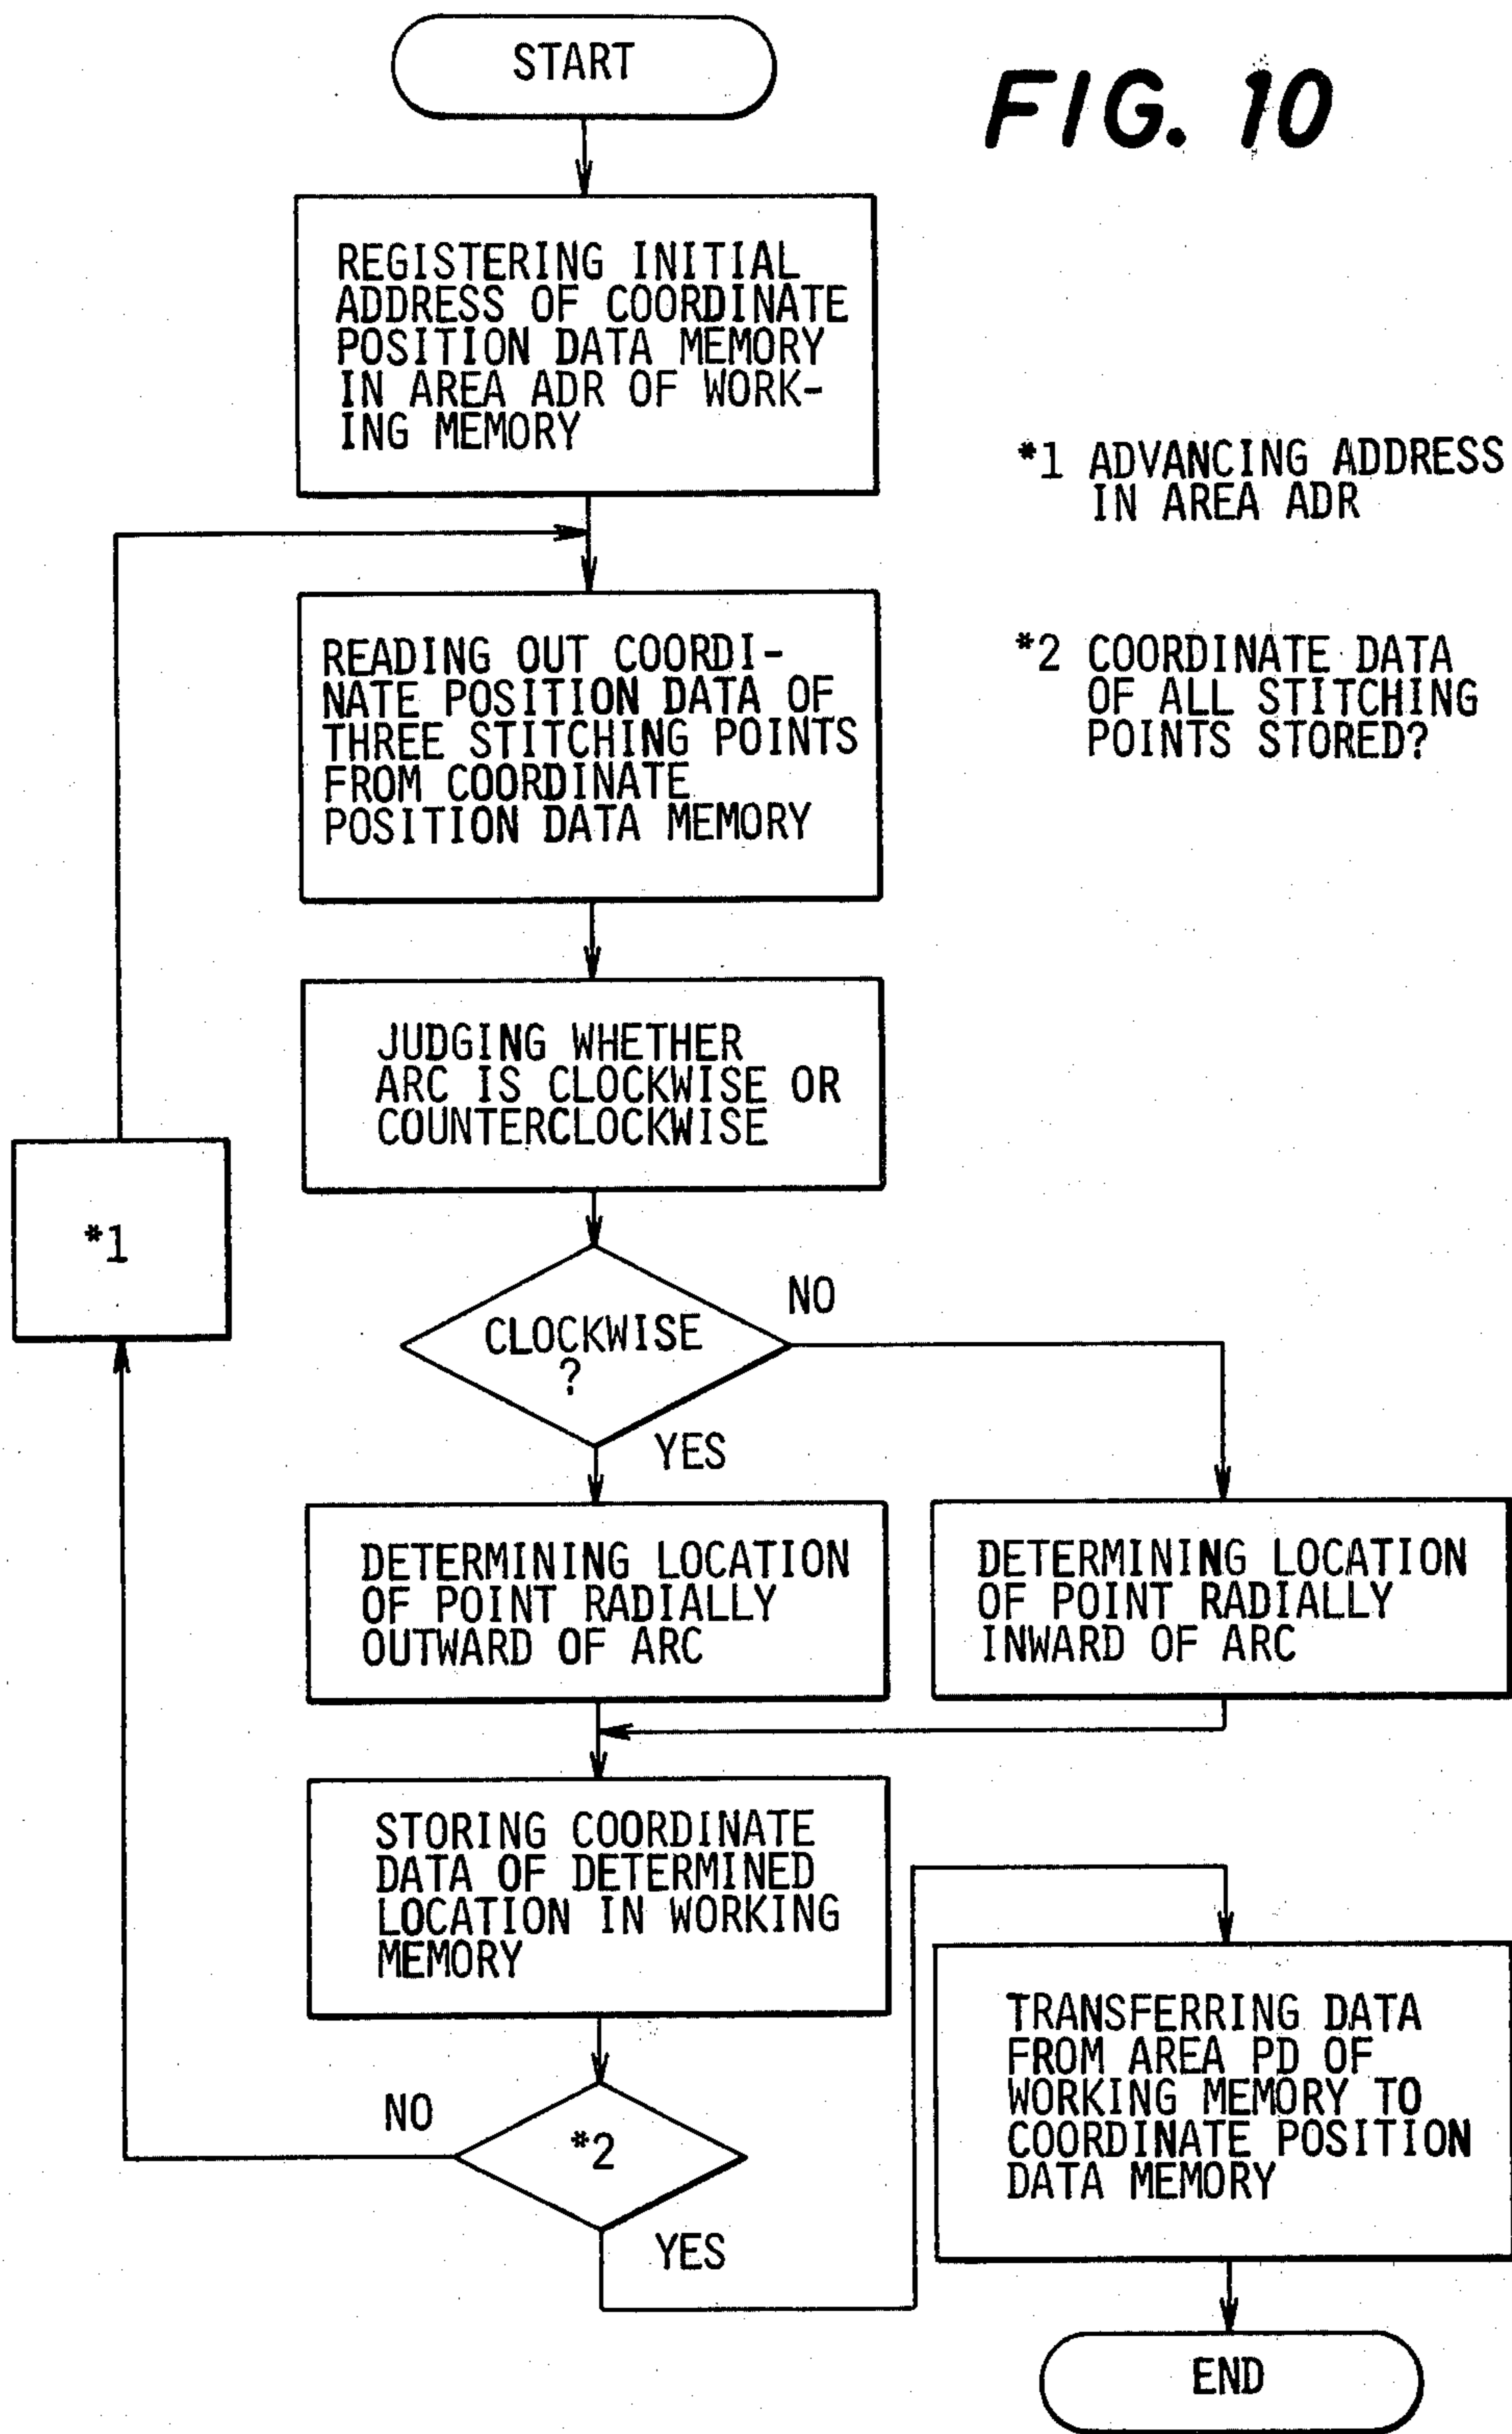 START
FIG. 10
REGISTERING INITIAL
ADDRESS OF COORDINATE
POSITION DATA MEMORY
IN AREA ADR OF WORK-
ING MEMORY
*1 ADVANCING ADDRESS
IN AREA ADR
READING OUT COORDI-
NATE POSITION DATA OF
THREE STITCHING POINTS
FROM COORDINATE
POSITION DATA MEMORY
*2 COORDINATE DATA
OF ALL STITCHING
POINTS STORED?
JUDGING WHETHER
ARC IS CLOCKWISE OR
COUNTERCLOCKWISE
*1
CLOCKWISE
?
NO
YES
DETERMINING LOCATION
OF POINT RADIALLY
OUTWARD OF ARC
DETERMINING LOCATION
OF POINT RADIALLY
INWARD OF ARC
STORING COORDINATE
DATA OF DETERMINED
LOCATION IN WORKING
MEMORY
NO
*2
YES
TRANSFERRING DATA
FROM AREA PD OF
WORKING MEMORY TO
COORDINATE POSITION
DATA MEMORY
END